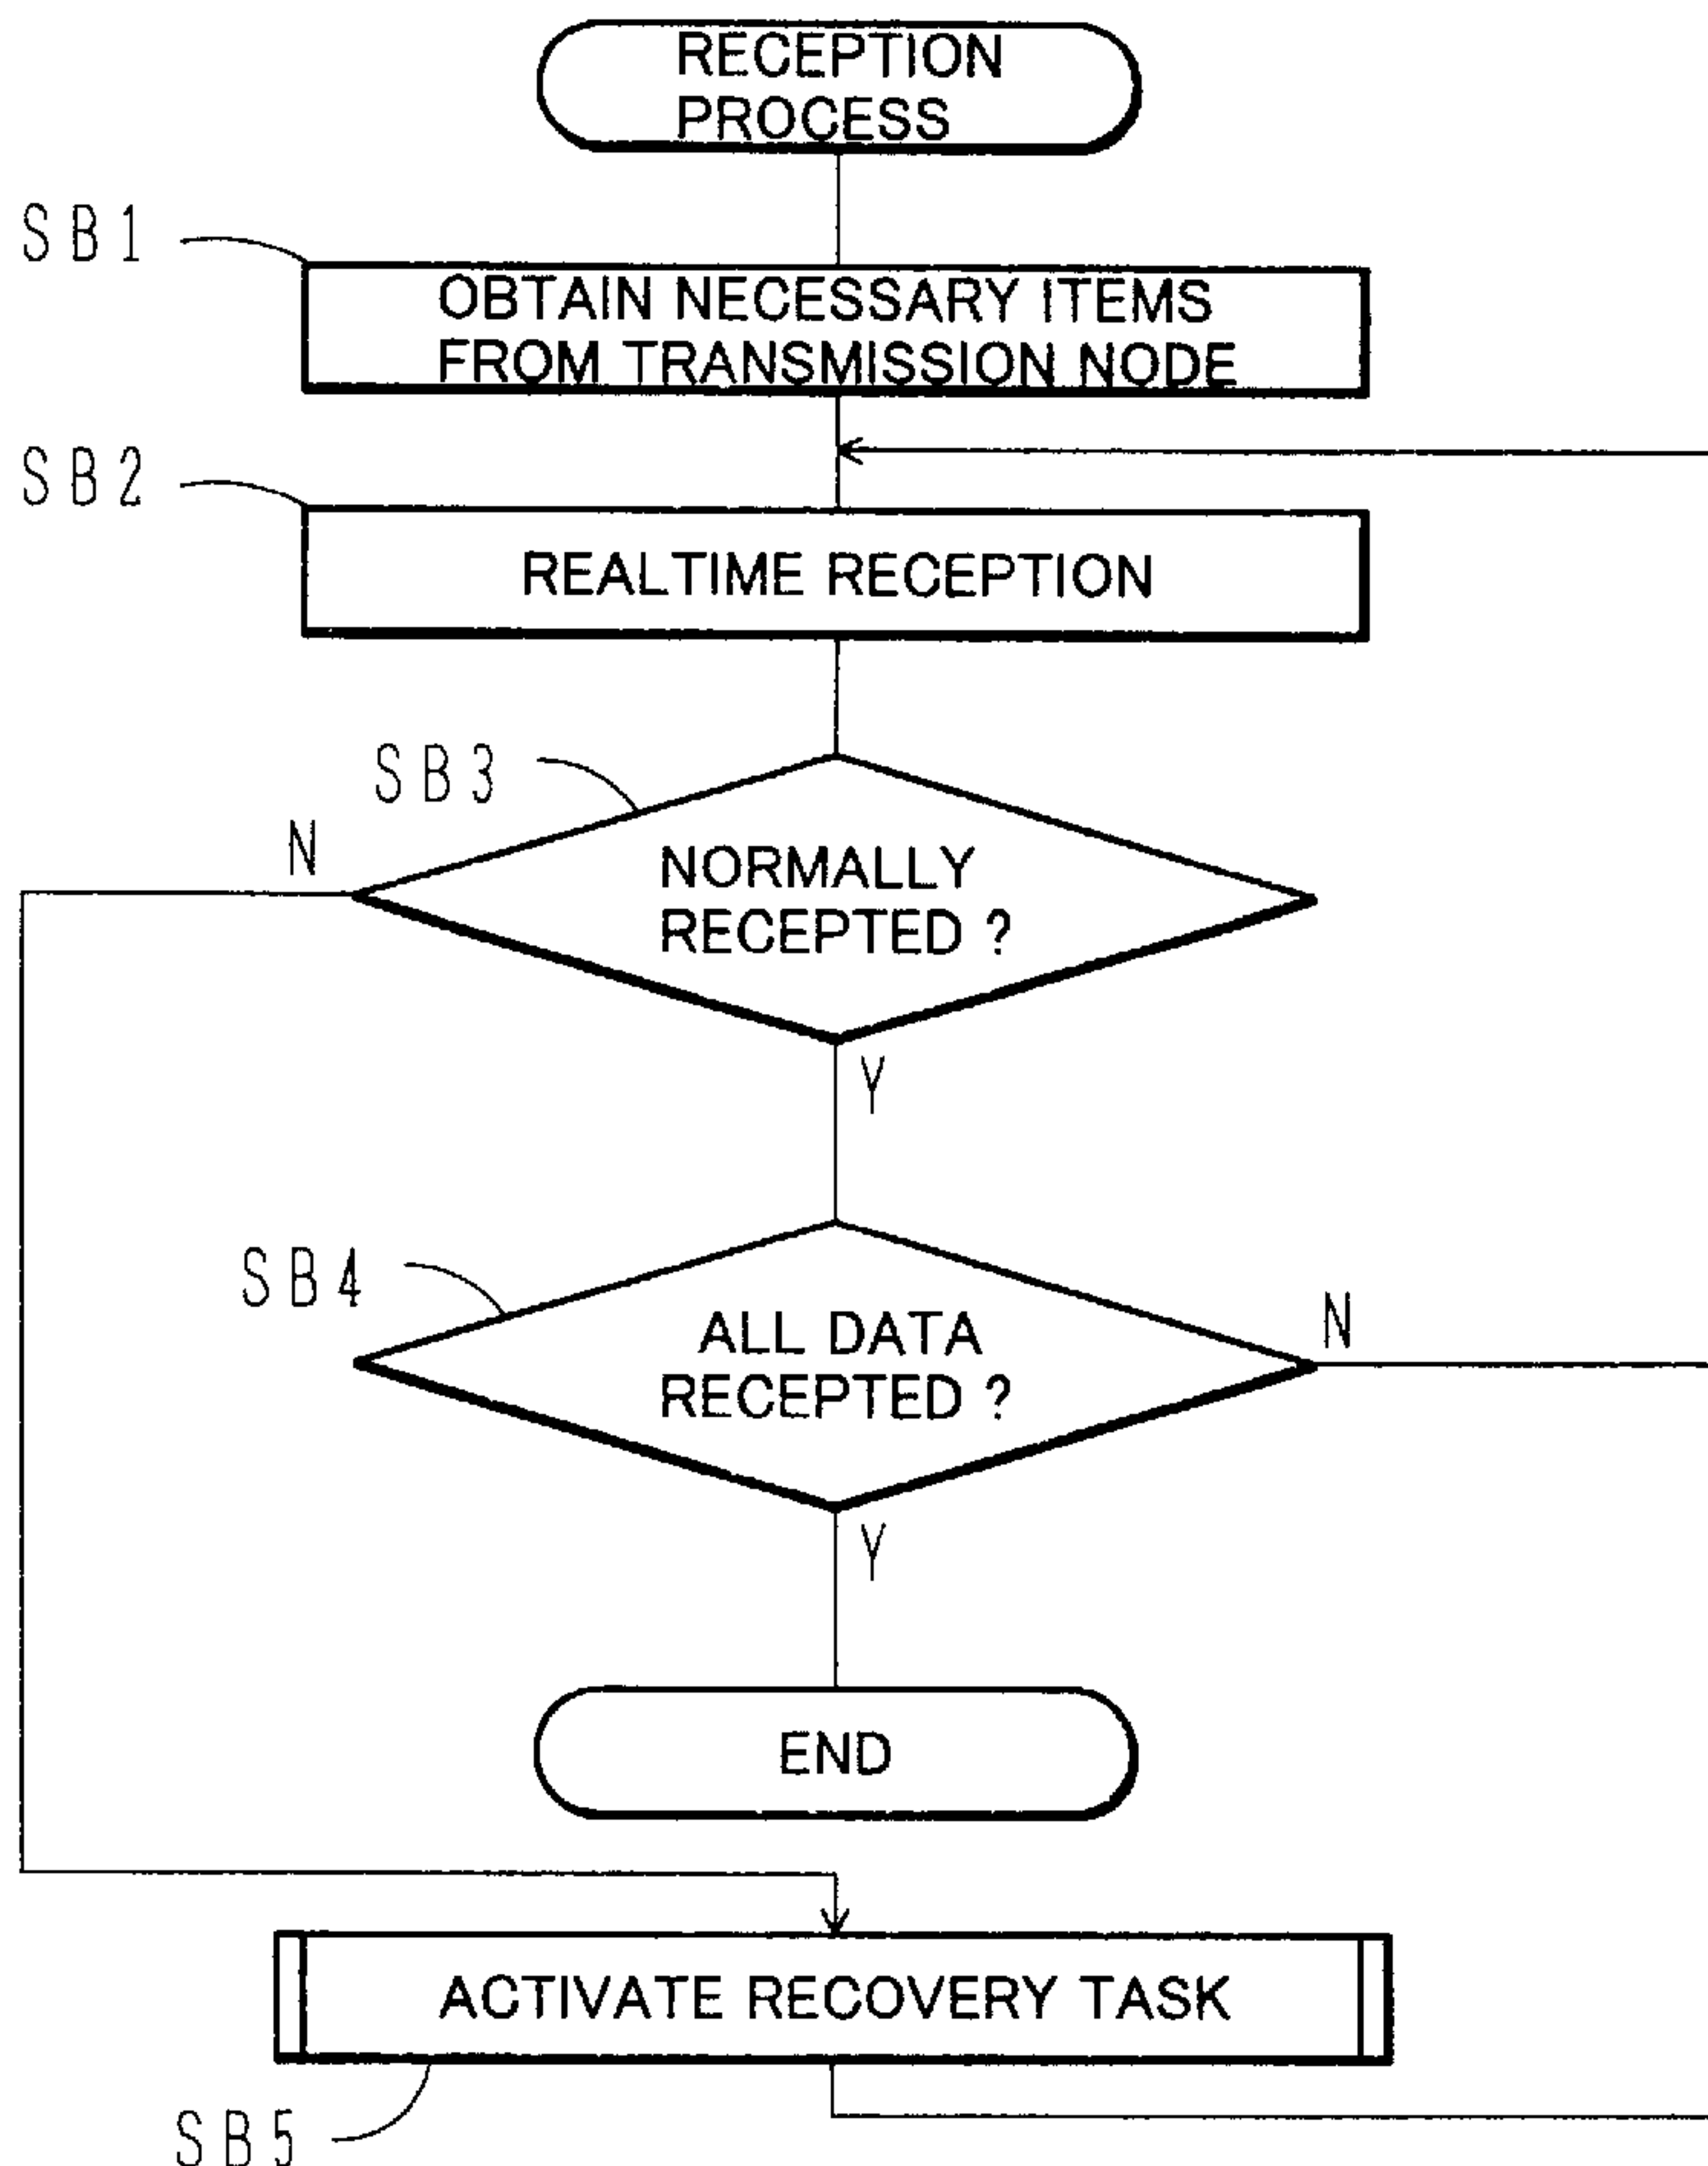 RECEPTION
PROCESS
SB1
OBTAIN NECESSARY ITEMS
FROM TRANSMISSION NODE
SB2
REALTIME RECEPTION
SB3
N
NORMALLY
RECEPTED ?
Y
SB4
N
ALL DATA
RECEPTED ?
Y
END
ACTIVATE RECOVERY TASK
SB5